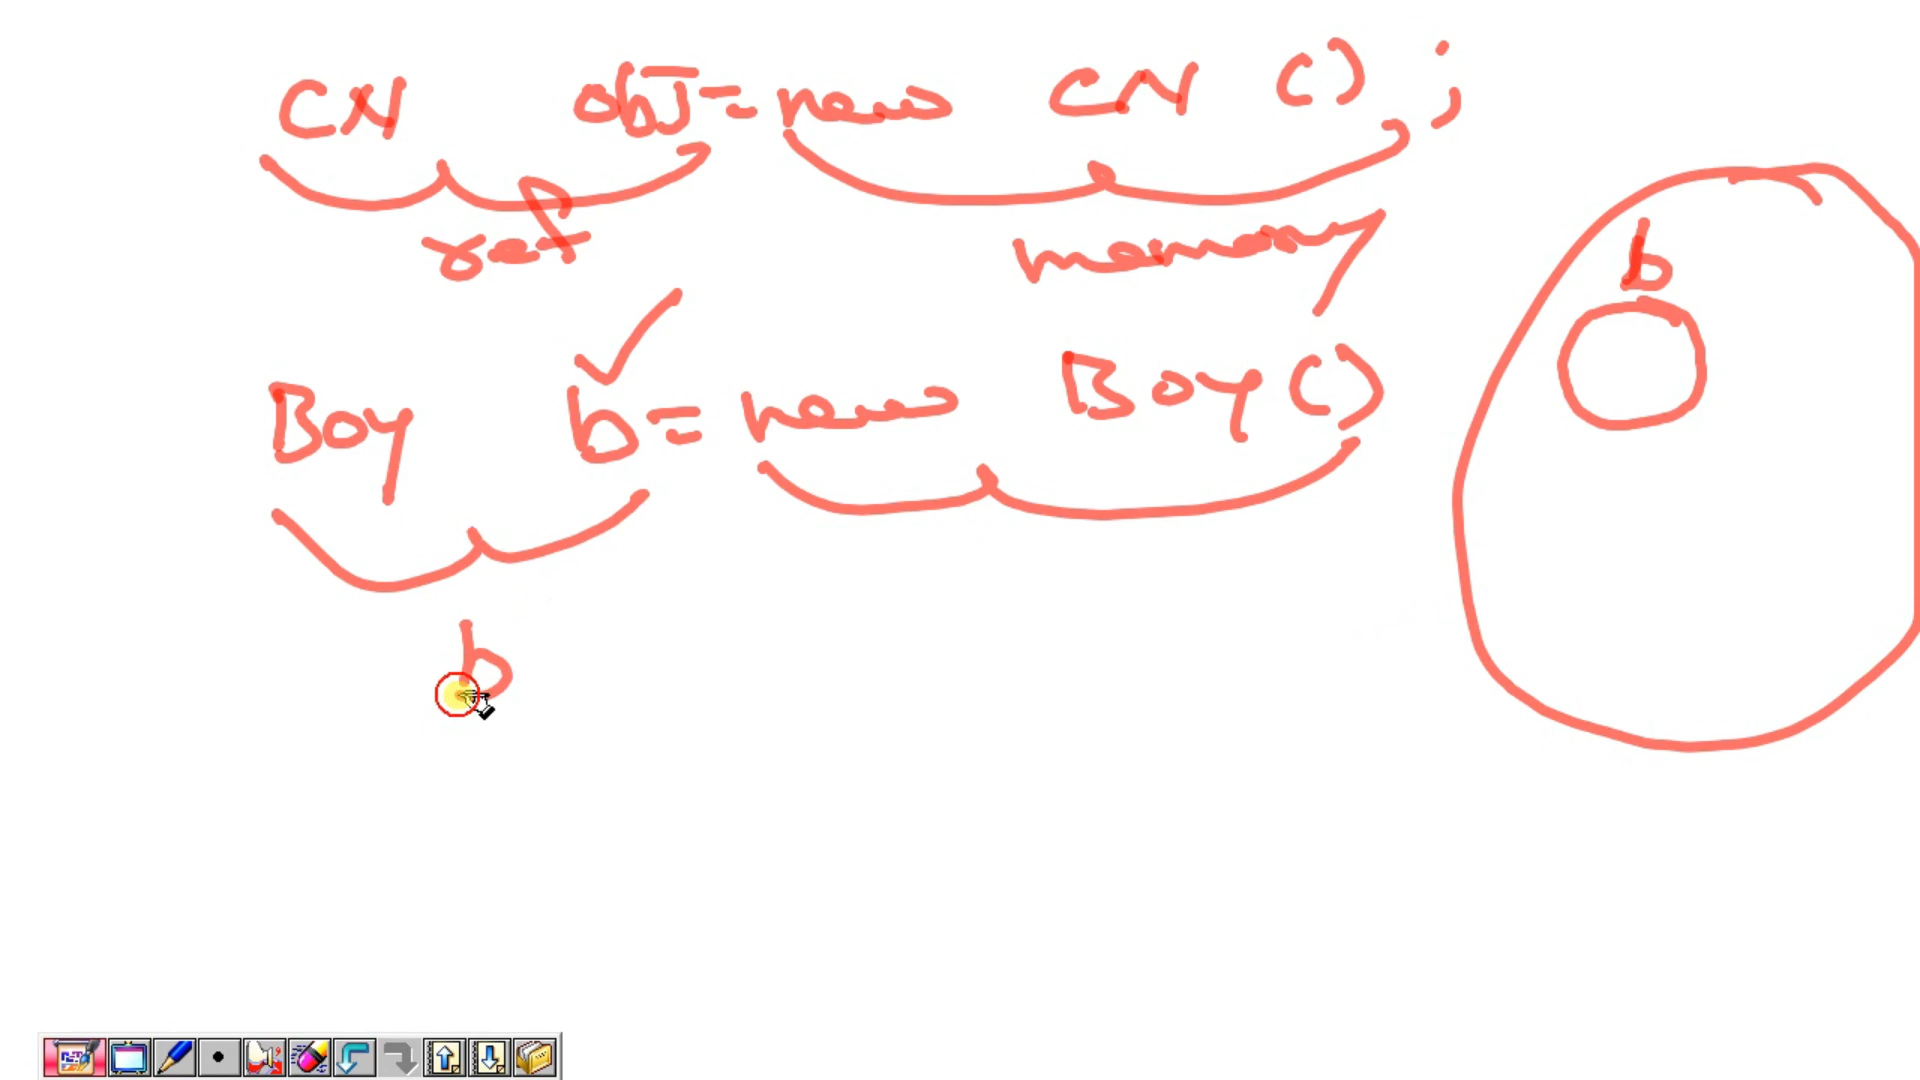 CN obj = new CN () ;
ref memory
b
Boy b = new Boy()
b